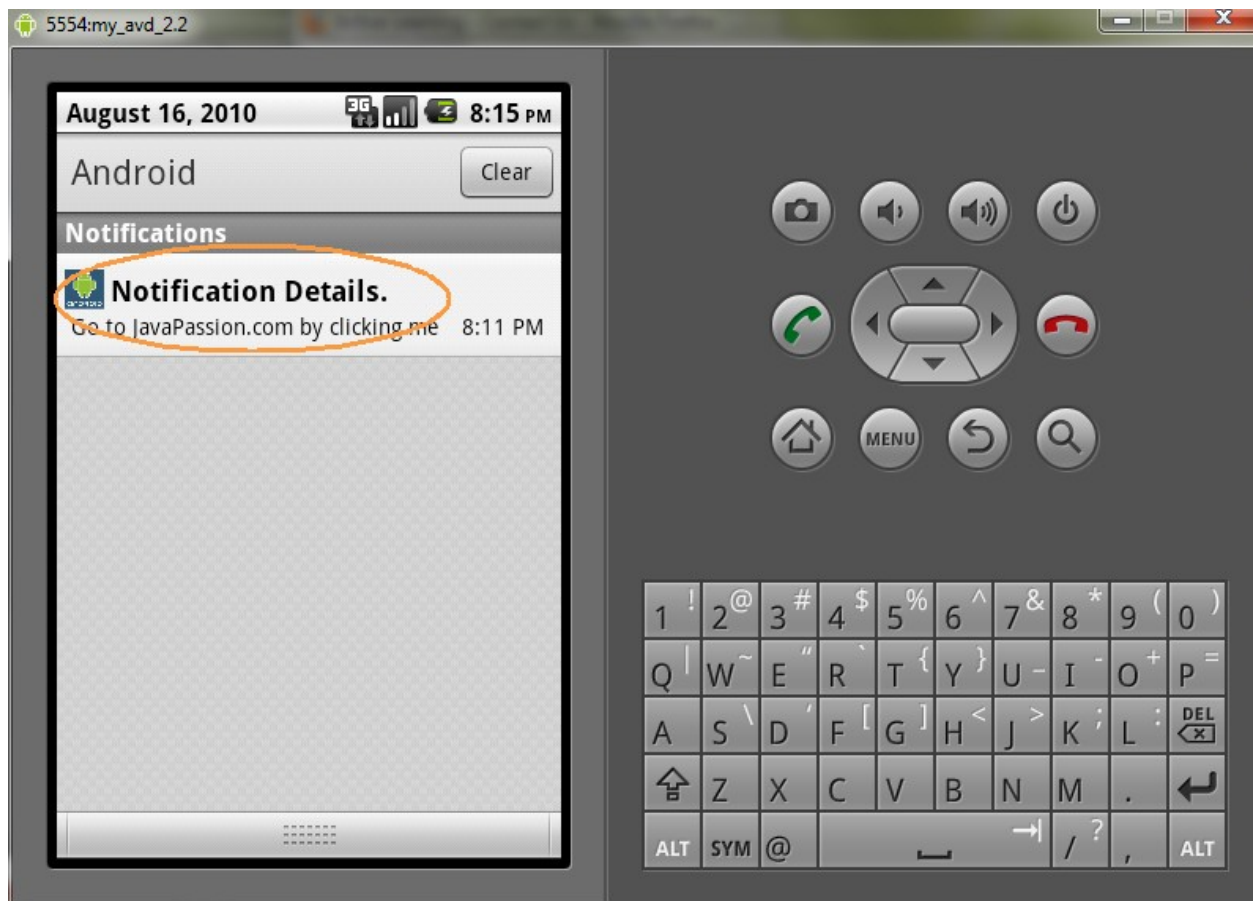 5554:my_avd_2.2
August 16, 2010 3G 8:15 PM
Android Clear
Notifications
Notification Details.
Go to JavaPassion.com by clicking me 8:11 PM
MENU
1 ! 2 @ 3 # 4 $ 5 % 6 ^ 7 & 8 * 9 ( 0 )
Q | W ~ E " R ` T { Y } U _ I - O + P =
A S \ D ' F [ G ] H < J > K ; L : DEL
Z X C V B N M .
ALT SYM @ / ? , ALT